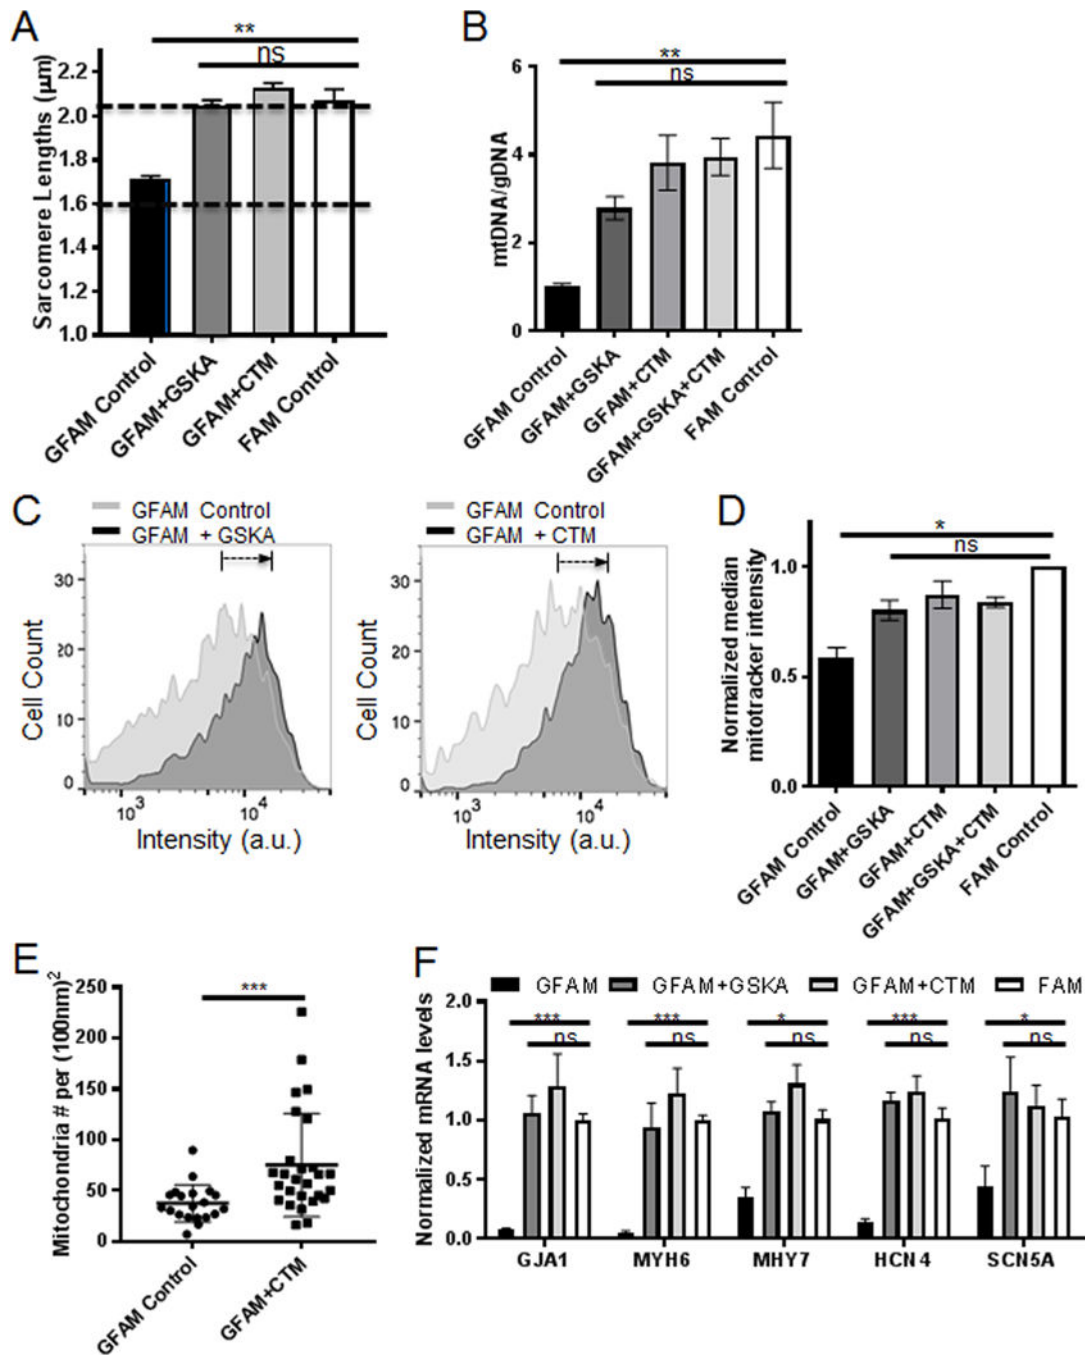 A
**
ns
Sarcomere Lengths (μm)
2.2
2.0
1.8
1.6
1.4
1.2
1.0
GFAM Control
GFAM+GSKA
GFAM+CTM
FAM Control
B
**
ns
mtDNA/gDNA
6
4
2
0
GFAM Control
GFAM+GSKA
GFAM+CTM
GFAM+GSKA+CTM
FAM Control
C
GFAM Control
GFAM + GSKA
Cell Count
30
20
10
0
10³
10⁴
Intensity (a.u.)
GFAM Control
GFAM + CTM
Cell Count
30
20
10
0
10³
10⁴
Intensity (a.u.)
D
*
ns
Normalized median
mitotracker intensity
1.0
0.5
0.0
GFAM Control
GFAM+GSKA
GFAM+CTM
GFAM+GSKA+CTM
FAM Control
E
***
Mitochondria # per (100nm)²
250
200
150
100
50
0
GFAM Control
GFAM+CTM
F
GFAM GFAM+GSKA GFAM+CTM FAM
Normalized mRNA levels
2.0
1.5
1.0
0.5
0.0
*** *** * *** *
ns ns ns ns ns
GJA1 MYH6 MHY7 HCN4 SCN5A